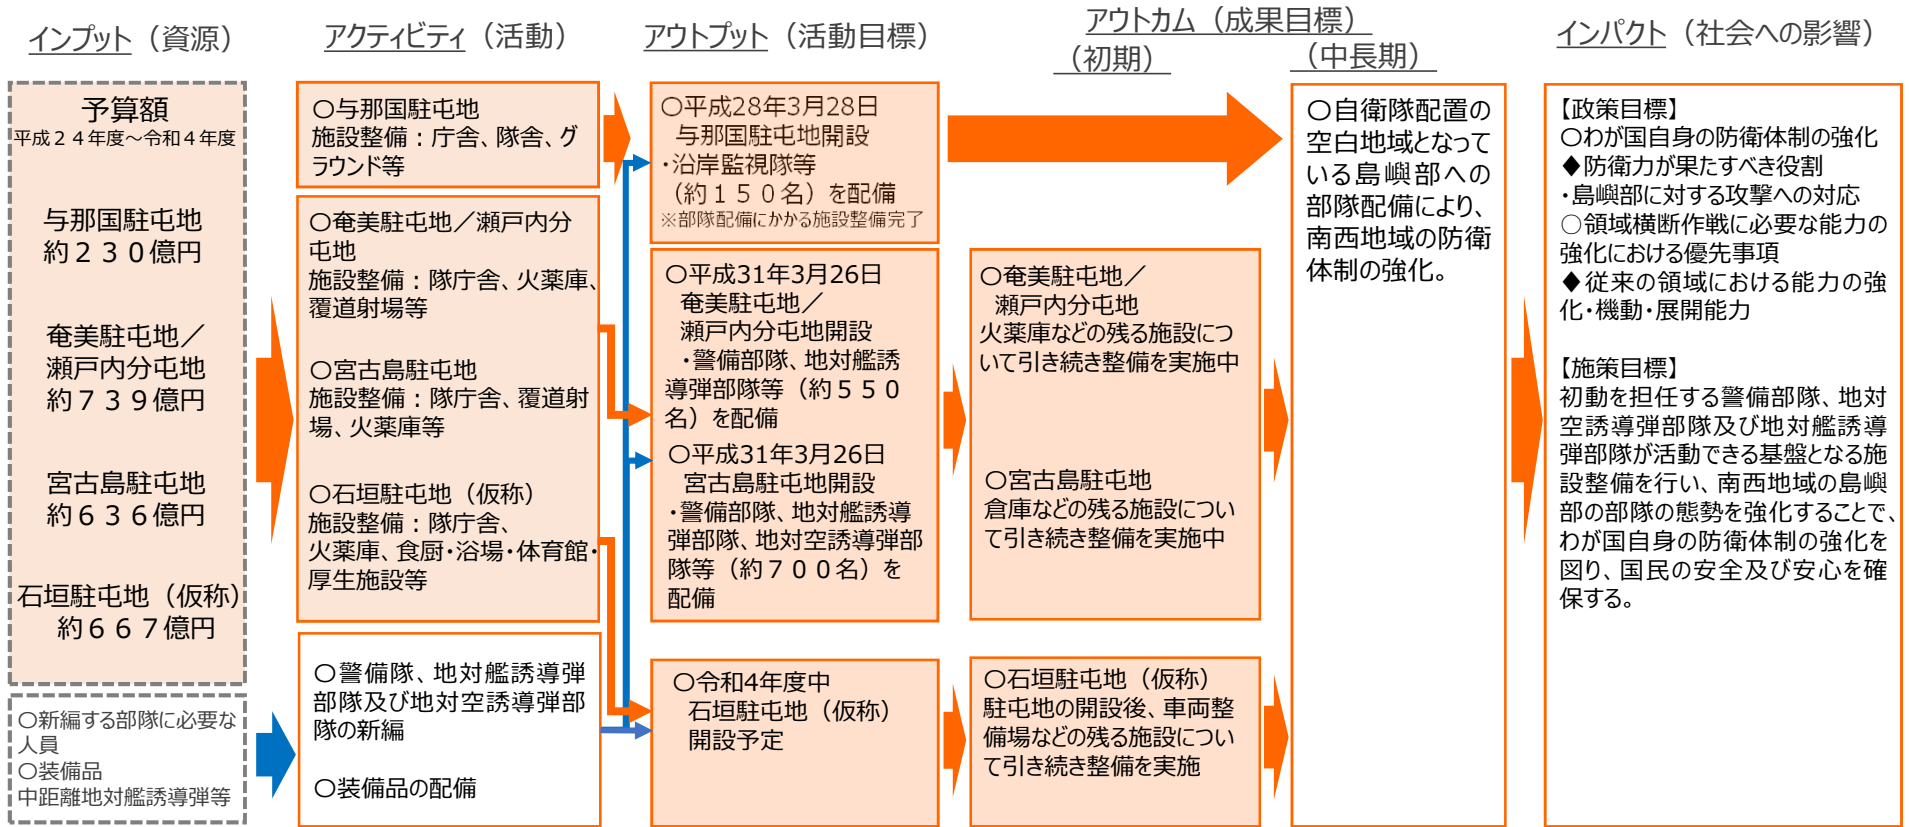 インプット（資源）
アクティビティ（活動）
アウトプット（活動目標）
アウトカム（成果目標）
（初期）
（中長期）
インパクト（社会への影響）
予算額
平成２４年度～令和４年度
与那国駐屯地
約２３０億円
奄美駐屯地／
瀬戸内分屯地
約７３９億円
宮古島駐屯地
約６３６億円
石垣駐屯地（仮称）
約６６７億円
○新編する部隊に必要な
人員
○装備品
中距離地対艦誘導弾等
○与那国駐屯地
施設整備：庁舎、隊舎、グ
ラウンド等
○奄美駐屯地／瀬戸内分
屯地
施設整備：隊庁舎、火薬庫、
覆道射場等
○宮古島駐屯地
施設整備：隊庁舎、覆道射
場、火薬庫等
○石垣駐屯地（仮称）
施設整備：隊庁舎、
火薬庫、食厨・浴場・体育館・
厚生施設等
○警備隊、地対艦誘導弾
部隊及び地対空誘導弾部
隊の新編
○装備品の配備
○平成28年3月28日
与那国駐屯地開設
・沿岸監視隊等
（約１５０名）を配備
※部隊配備にかかる施設整備完了
○平成31年3月26日
奄美駐屯地／
瀬戸内分屯地開設
・警備部隊、地対艦誘
導弾部隊等（約５５０
名）を配備
○平成31年3月26日
宮古島駐屯地開設
・警備部隊、地対艦誘導
弾部隊、地対空誘導弾部
隊等（約７００名）を
配備
○令和4年度中
石垣駐屯地（仮称）
開設予定
○奄美駐屯地／
瀬戸内分屯地
火薬庫などの残る施設につ
いて引き続き整備を実施中
○宮古島駐屯地
倉庫などの残る施設につい
て引き続き整備を実施中
○石垣駐屯地（仮称）
駐屯地の開設後、車両整
備場などの残る施設につい
て引き続き整備を実施
○自衛隊配置の
空白地域となって
いる島嶼部への
部隊配備により、
南西地域の防衛
体制の強化。
【政策目標】
○わが国自身の防衛体制の強化
◆防衛力が果たすべき役割
・島嶼部に対する攻撃への対応
○領域横断作戦に必要な能力の
強化における優先事項
◆従来の領域における能力の強
化・機動・展開能力
【施策目標】
初動を担任する警備部隊、地対
空誘導弾部隊及び地対艦誘導
弾部隊が活動できる基盤となる施
設整備を行い、南西地域の島嶼
部の部隊の態勢を強化することで、
わが国自身の防衛体制の強化を
図り、国民の安全及び安心を確
保する。